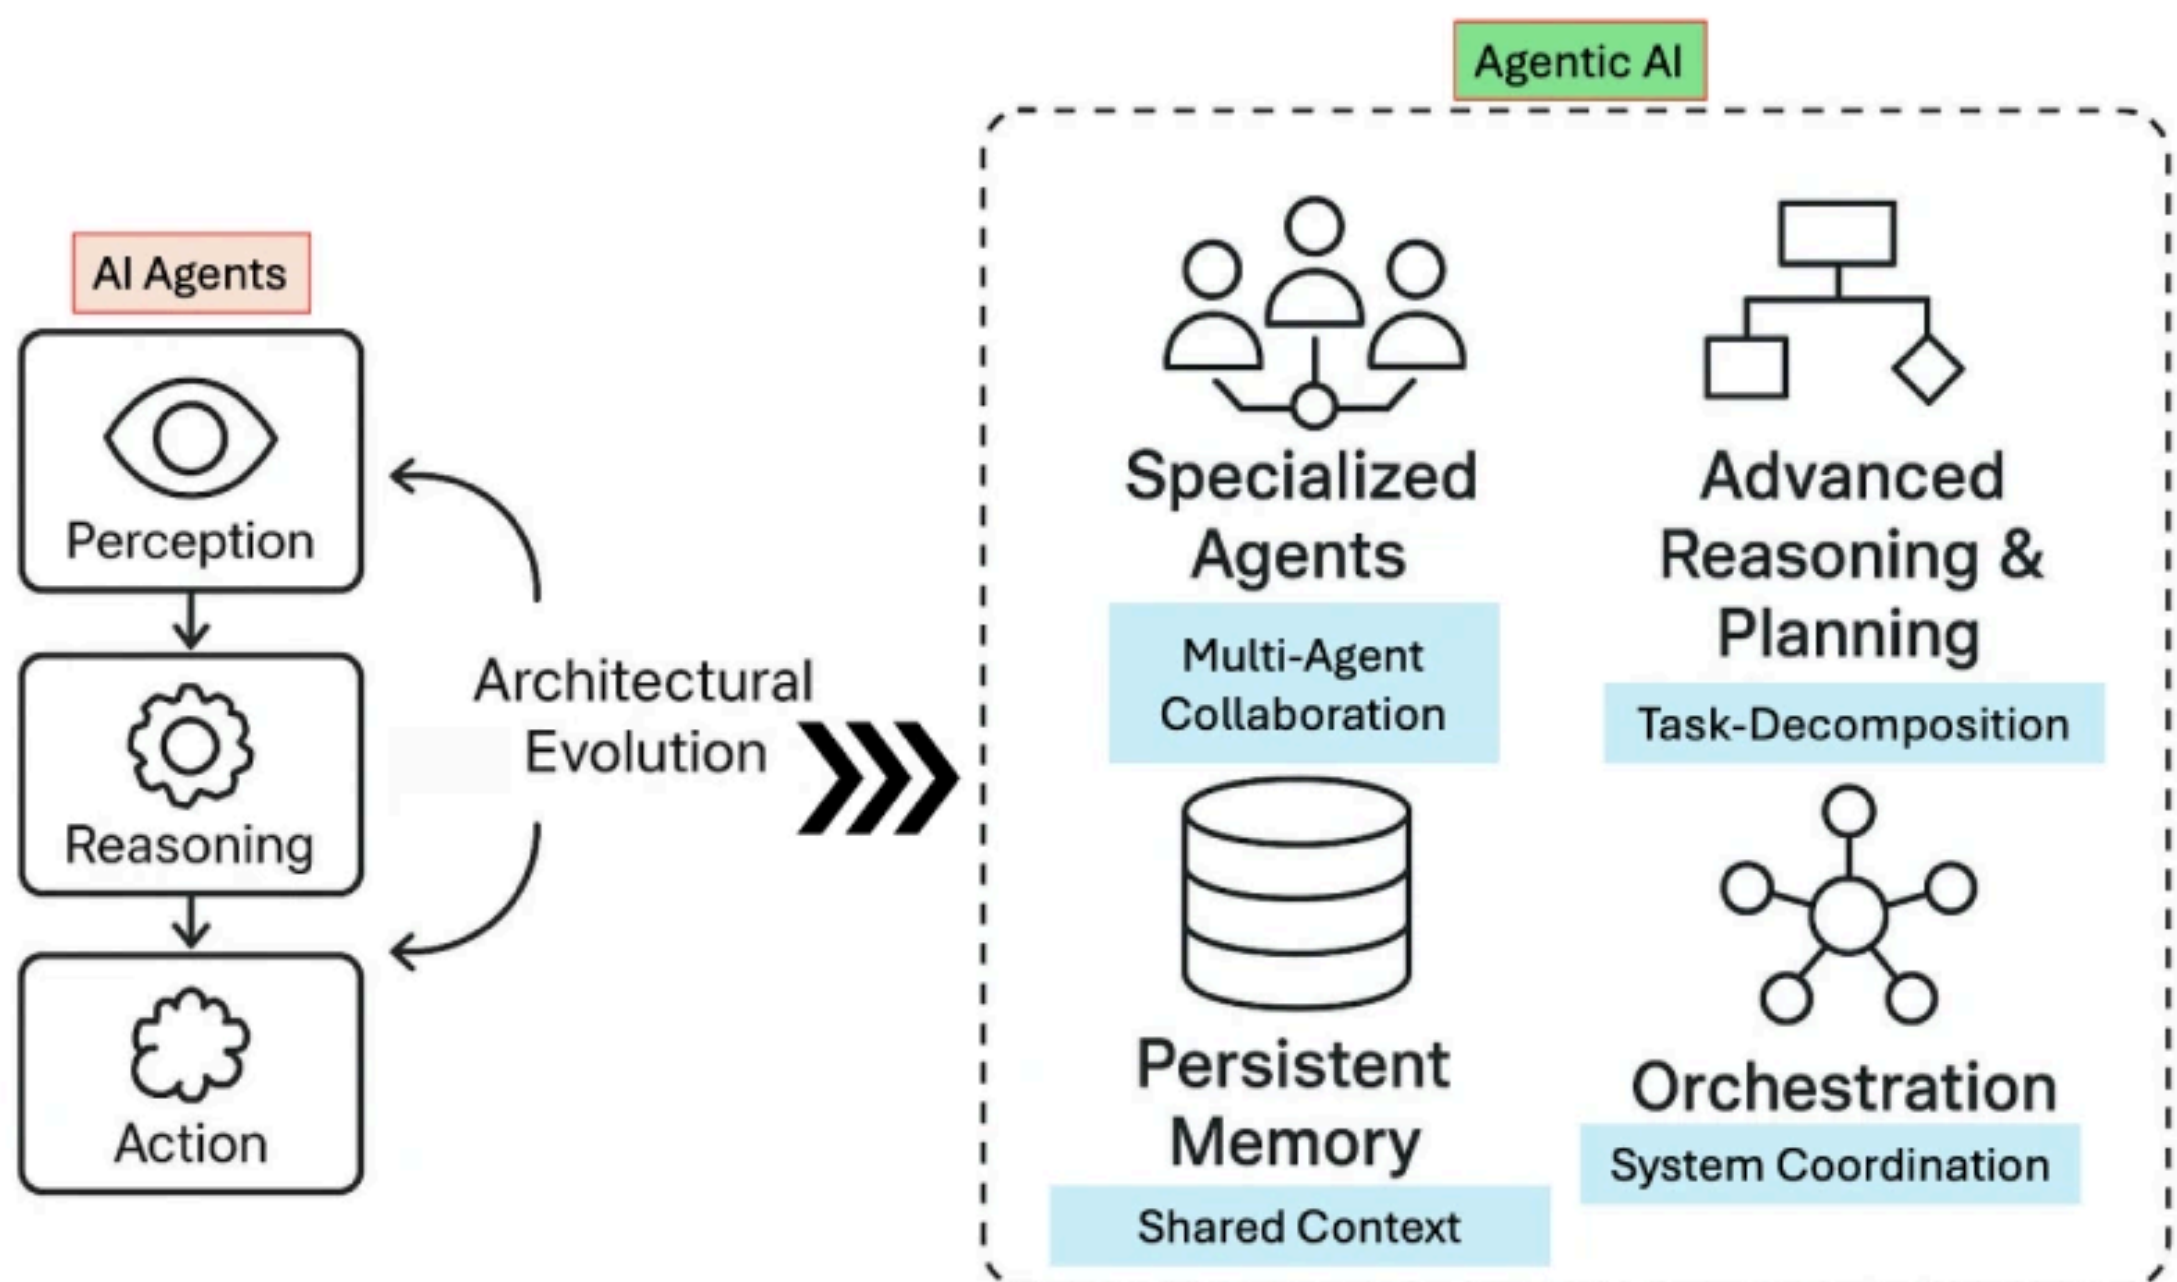 Agentic AI
AI Agents
Perception
Reasoning
Action
Architectural
Evolution
Specialized
Agents
Multi-Agent
Collaboration
Advanced
Reasoning &
Planning
Task-Decomposition
Persistent
Memory
Shared Context
Orchestration
System Coordination